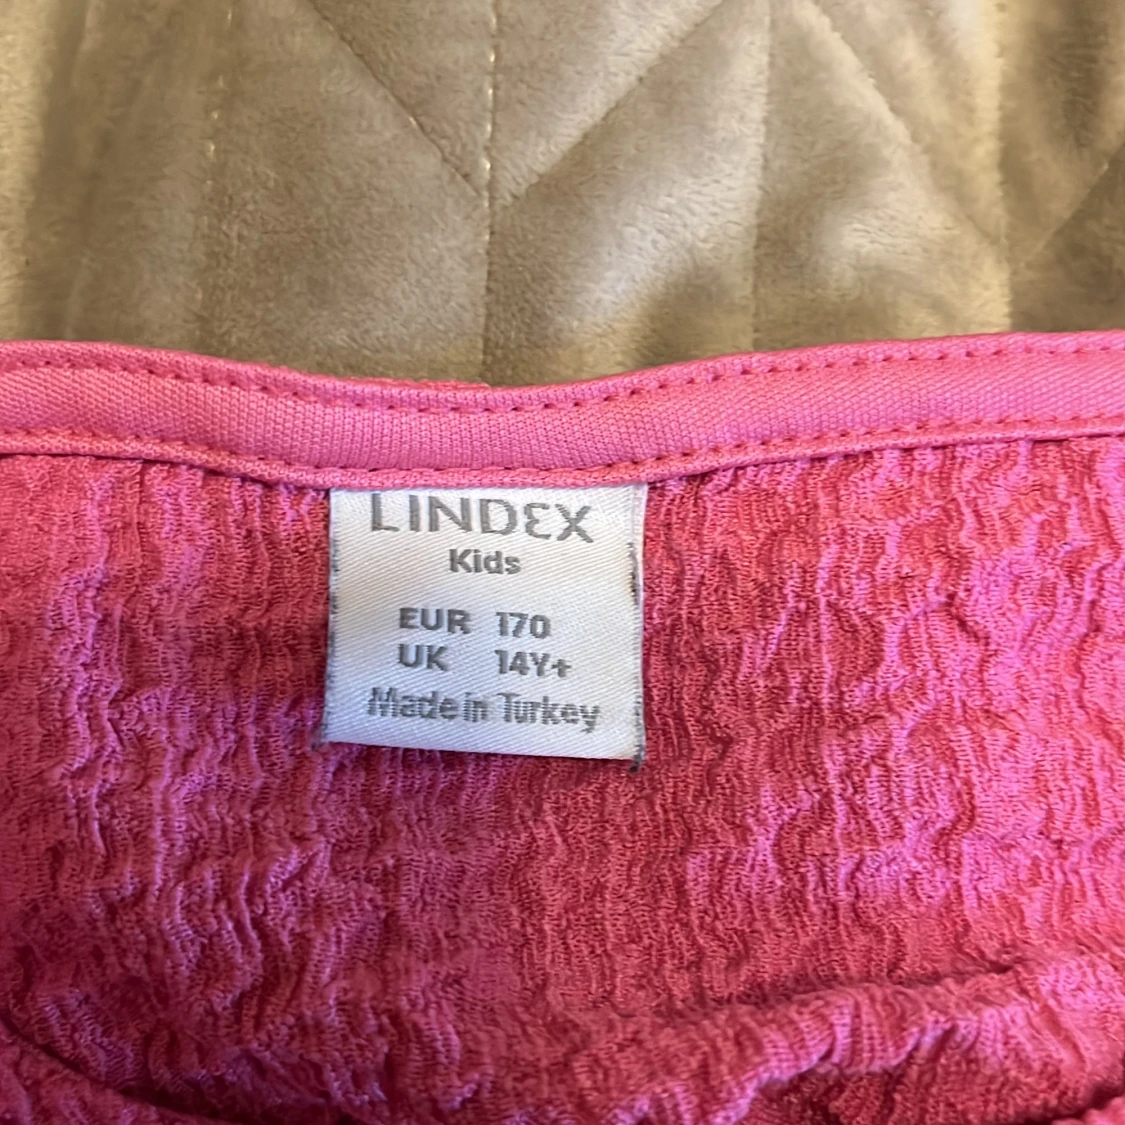 LINDEX
Kids
EUR 170
UK 14Y+
Made in Turkey